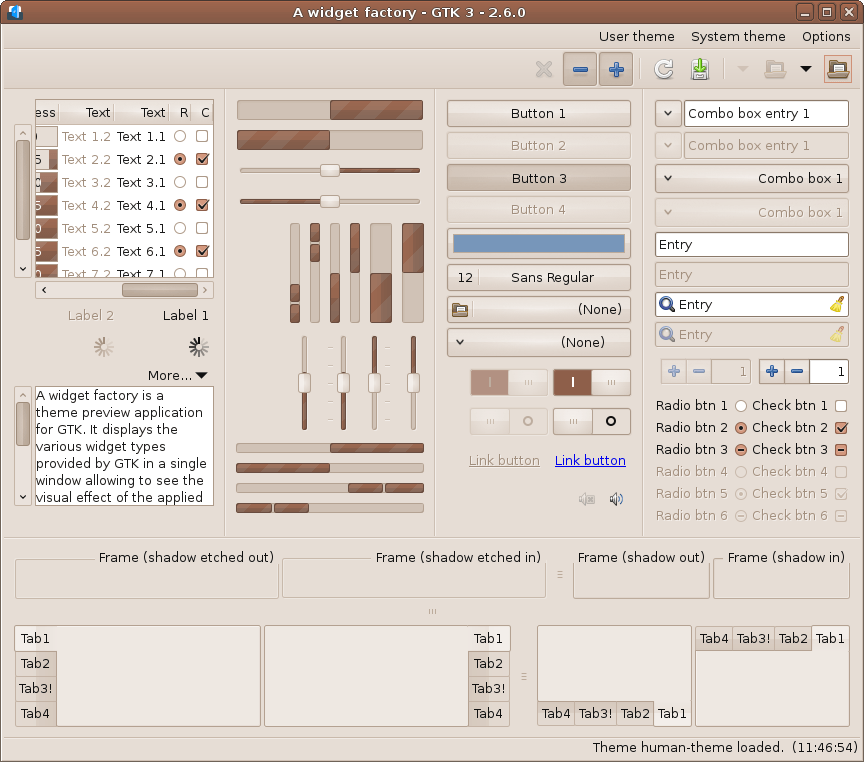 A widget factory - GTK 3 - 2.6.0
User theme System theme Options
ess Text Text R C
Text 1.2 Text 1.1
Text 2.2 Text 2.1
Text 3.2 Text 3.1
Text 4.2 Text 4.1
Text 5.2 Text 5.1
Text 6.2 Text 6.1
Text 7.2 Text 7.1
Label 2 Label 1
More...
A widget factory is a
theme preview application
for GTK. It displays the
various widget types
provided by GTK in a single
window allowing to see the
visual effect of the applied
Button 1
Button 2
Button 3
Button 4
12 Sans Regular
(None)
(None)
Link button Link button
Combo box entry 1
Combo box entry 1
Combo box 1
Combo box 1
Entry
Entry
Entry
Entry
1 1
Radio btn 1 Check btn 1
Radio btn 2 Check btn 2
Radio btn 3 Check btn 3
Radio btn 4 Check btn 4
Radio btn 5 Check btn 5
Radio btn 6 Check btn 6
Frame (shadow etched out) Frame (shadow etched in) Frame (shadow out) Frame (shadow in)
Tab1
Tab2
Tab3!
Tab4
Tab1
Tab2
Tab3!
Tab4
Tab4 Tab3! Tab2 Tab1
Tab4 Tab3! Tab2 Tab1
Theme human-theme loaded. (11:46:54)